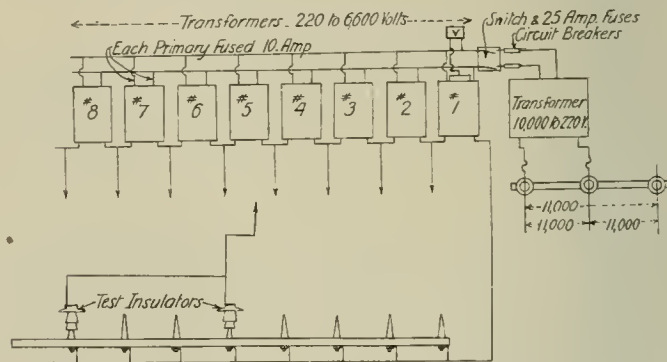 Transformers - 220 to 6,600 Volts
Switch & 25 Amp. Fuses
Circuit Breakers
V
Each Primary Fused 10. Amp
#8
#7
#6
#5
#4
#3
#2
#1
Transformer
10,000 to 220 V.
11,000
11,000
11,000
Test Insulators